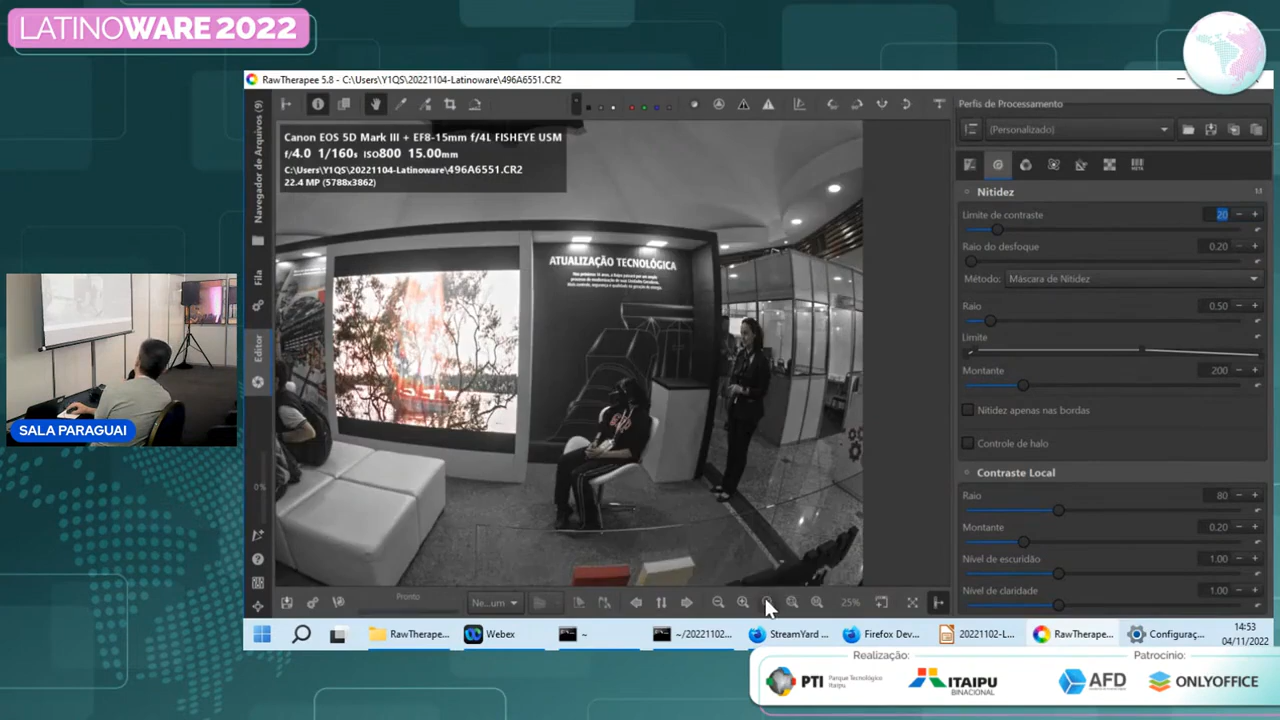 LATINOWARE 2022
RawTherapee 5.8 - C:\Users\Y1QS\20221104-Latinoware\496A6551.CR2
Navegador de Arquivos (9)
Fila
Editor
0%
Canon EOS 5D Mark III + EF8-15mm f/4L FISHEYE USM
f/4.0 1/160s ISO800 15.00mm
C:\Users\Y1QS\20221104-Latinoware\496A6551.CR2
22.4 MP (5788x3862)
ATUALIZAÇÃO TECNOLÓGICA
Perfis de Processamento
(Personalizado)
Nitidez
Limite de contraste 20
Raio do desfoque 0.20
Método: Máscara de Nitidez
Raio 0.50
Limite
Montante 200
Nitidez apenas nas bordas
Controle de halo
Contraste Local
Raio 80
Montante 0.20
Nível de escuridão 1.00
Nível de claridade 1.00
SALA PARAGUAI
Pronto
Ne...um
25%
RawTherape...
Webex
~
~/20221102...
StreamYard ...
Firefox Dev...
20221102-L...
RawTherape...
Configuraç...
14:53
04/11/2022
Realização:
Patrocínio:
PTI Parque Tecnológico Itaipu.
ITAIPU BINACIONAL
AFD
ONLYOFFICE